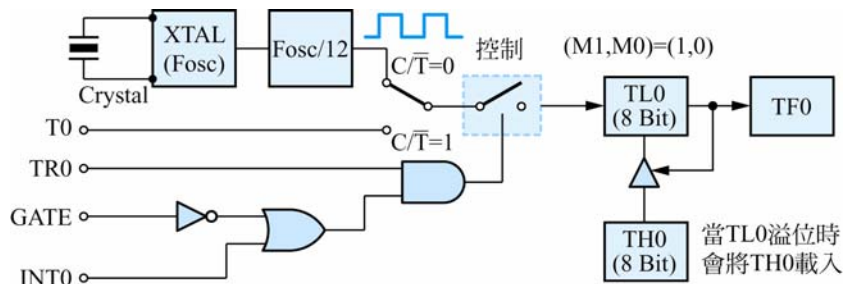 XTAL
(Fosc)
Fosc/12
Crystal
C/T̅=0
控制
(M1,M0)=(1,0)
TL0
(8 Bit)
TF0
T0
C/T̅=1
TR0
GATE
INT0
TH0
(8 Bit)
當TL0溢位時
會將TH0載入